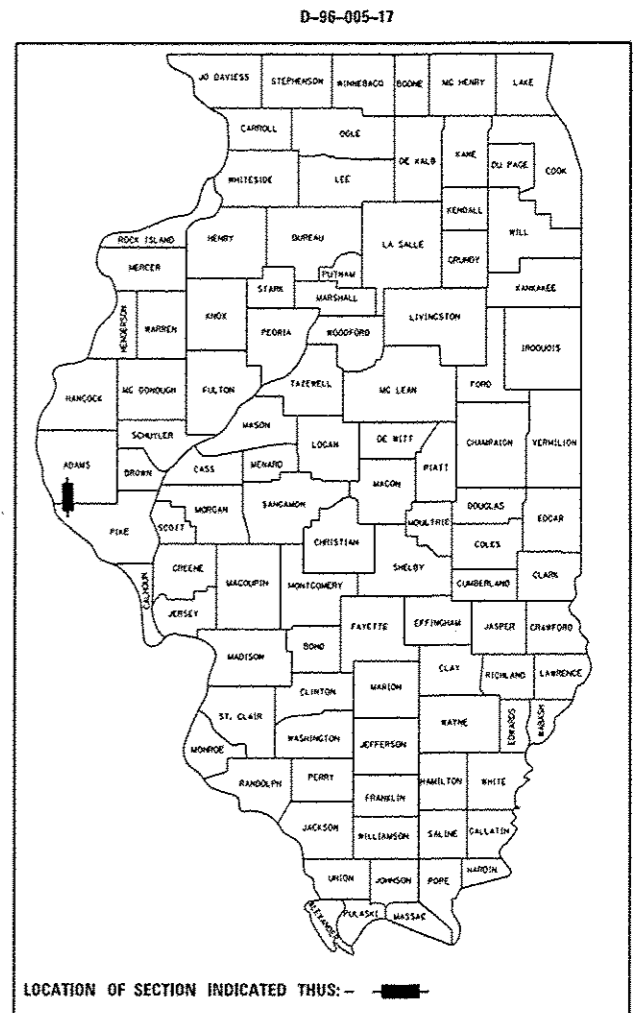 D-96-005-17
JO DAVIESS STEPHENSON WINNEBAGO BOONE MC HENRY LAKE
CARROLL OGLE DE KALB KANE DU PAGE COOK
WHITESIDE LEE
KENDALL
ROCK ISLAND HENRY BUREAU LA SALLE GRUNDY WILL
MERCER PUTNAM
STARK MARSHALL KANKAKEE
HENDERSON WARREN KNOX PEORIA WOODFORD LIVINGSTON IROQUOIS
HANCOCK MC DONOUGH FULTON TAZEWELL MC LEAN FORD
SCHUYLER MASON LOGAN DE WITT CHAMPAIGN VERMILION
ADAMS BROWN CASS MENARD MACON PIATT
PIKE SCOTT MORGAN SANGAMON MOULTRIE DOUGLAS EDGAR
CHRISTIAN COLES
CALHOUN GREENE MACOUPIN MONTGOMERY SHELBY CUMBERLAND CLARK
JERSEY
MADISON BOND FAYETTE EFFINGHAM JASPER CRAWFORD
CLINTON MARION CLAY RICHLAND LAWRENCE
ST. CLAIR WASHINGTON JEFFERSON WAYNE EDWARDS WABASH
MONROE
RANDOLPH PERRY FRANKLIN HAMILTON WHITE
JACKSON WILLIAMSON SALINE GALLATIN
UNION JOHNSON POPE HARDIN
ALEXANDER PULASKI MASSAC
LOCATION OF SECTION INDICATED THUS: -